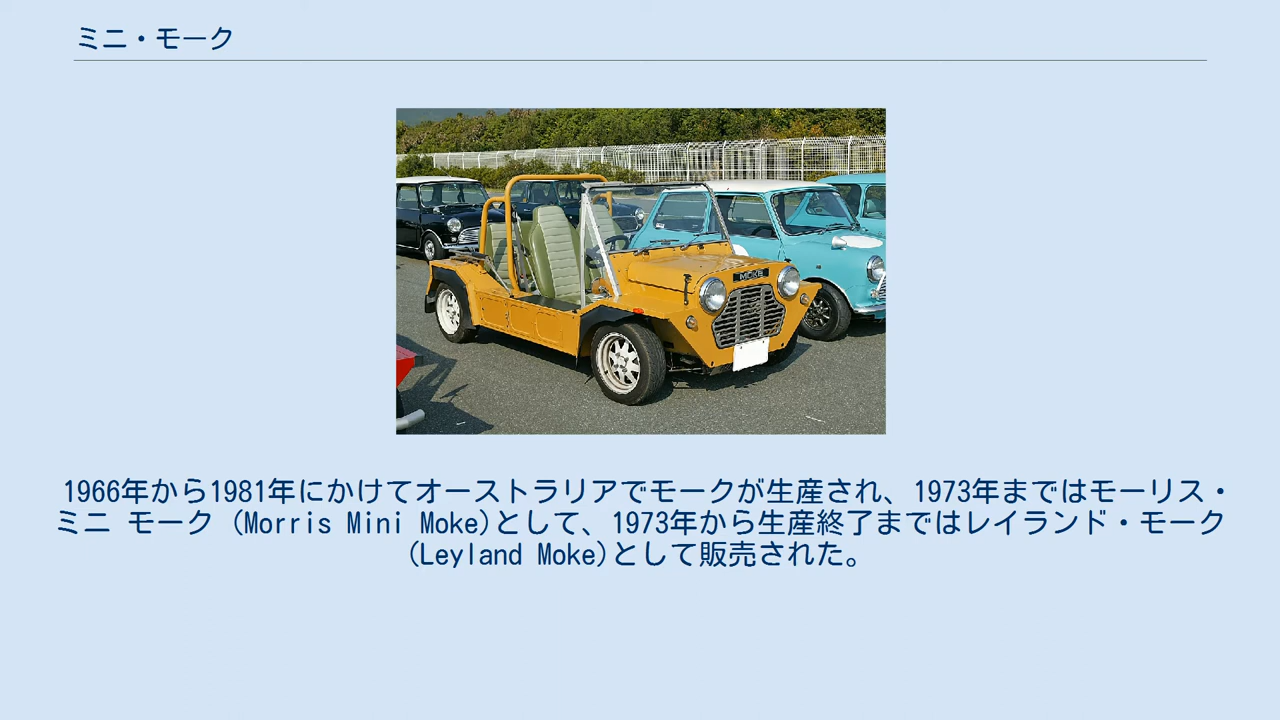 ミニ・モーク
MOKE
1966年から1981年にかけてオーストラリアでモークが生産され、1973年まではモーリス・
ミニ モーク (Morris Mini Moke)として、1973年から生産終了まではレイランド・モーク
(Leyland Moke)として販売された。